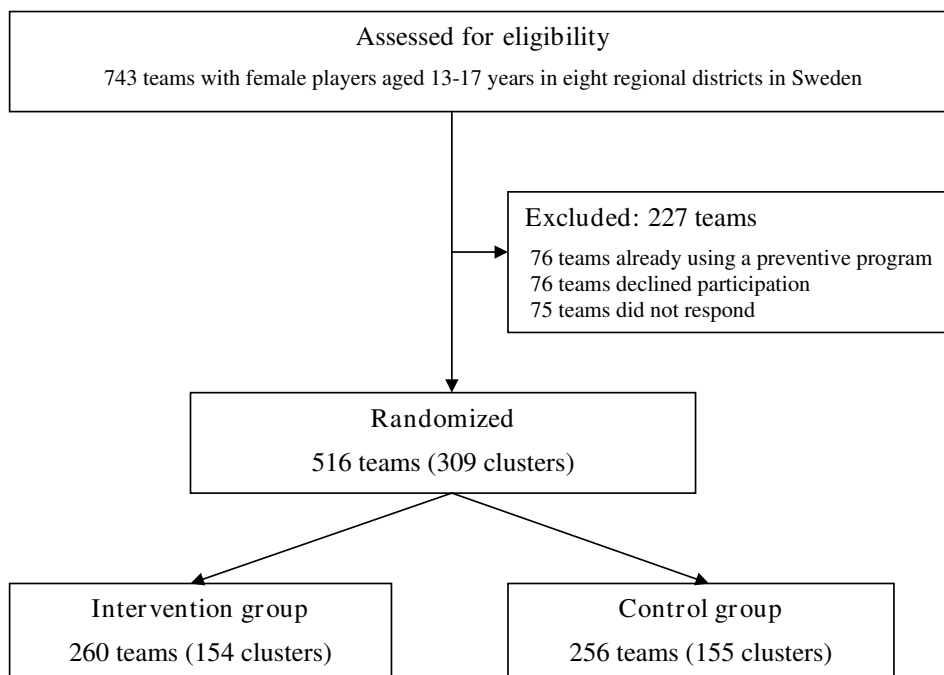 Assessed for eligibility
743 teams with female players aged 13-17 years in eight regional districts in Sweden
Excluded: 227 teams
76 teams already using a preventive program
76 teams declined participation
75 teams did not respond
Randomized
516 teams (309 clusters)
Intervention group
260 teams (154 clusters)
Control group
256 teams (155 clusters)